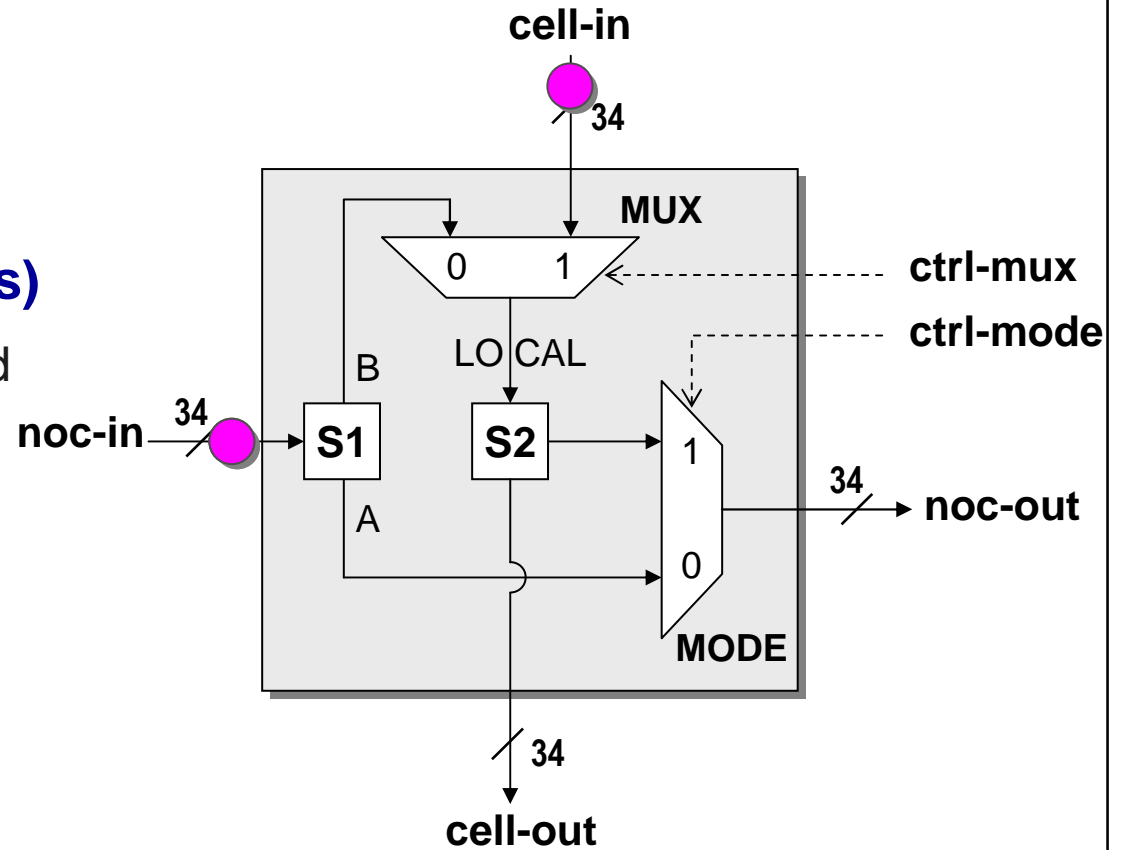 cell-in
34
MUX
0 1
ctrl-mux
s)
ctrl-mode
d
B
LO CAL
34
noc-in
S1
S2
1
34
noc-out
A
0
MODE
34
cell-out